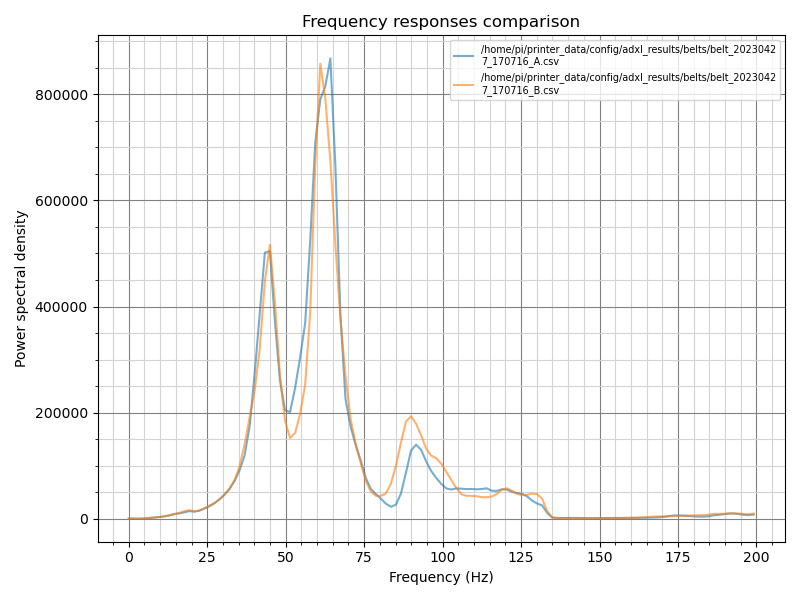 Frequency responses comparison
/home/pi/printer_data/config/adxl_results/belts/belt_2023042
7_170716_A.csv
/home/pi/printer_data/config/adxl_results/belts/belt_2023042
7_170716_B.csv
Power spectral density
800000
600000
400000
200000
0
0 25 50 75 100 125 150 175 200
Frequency (Hz)